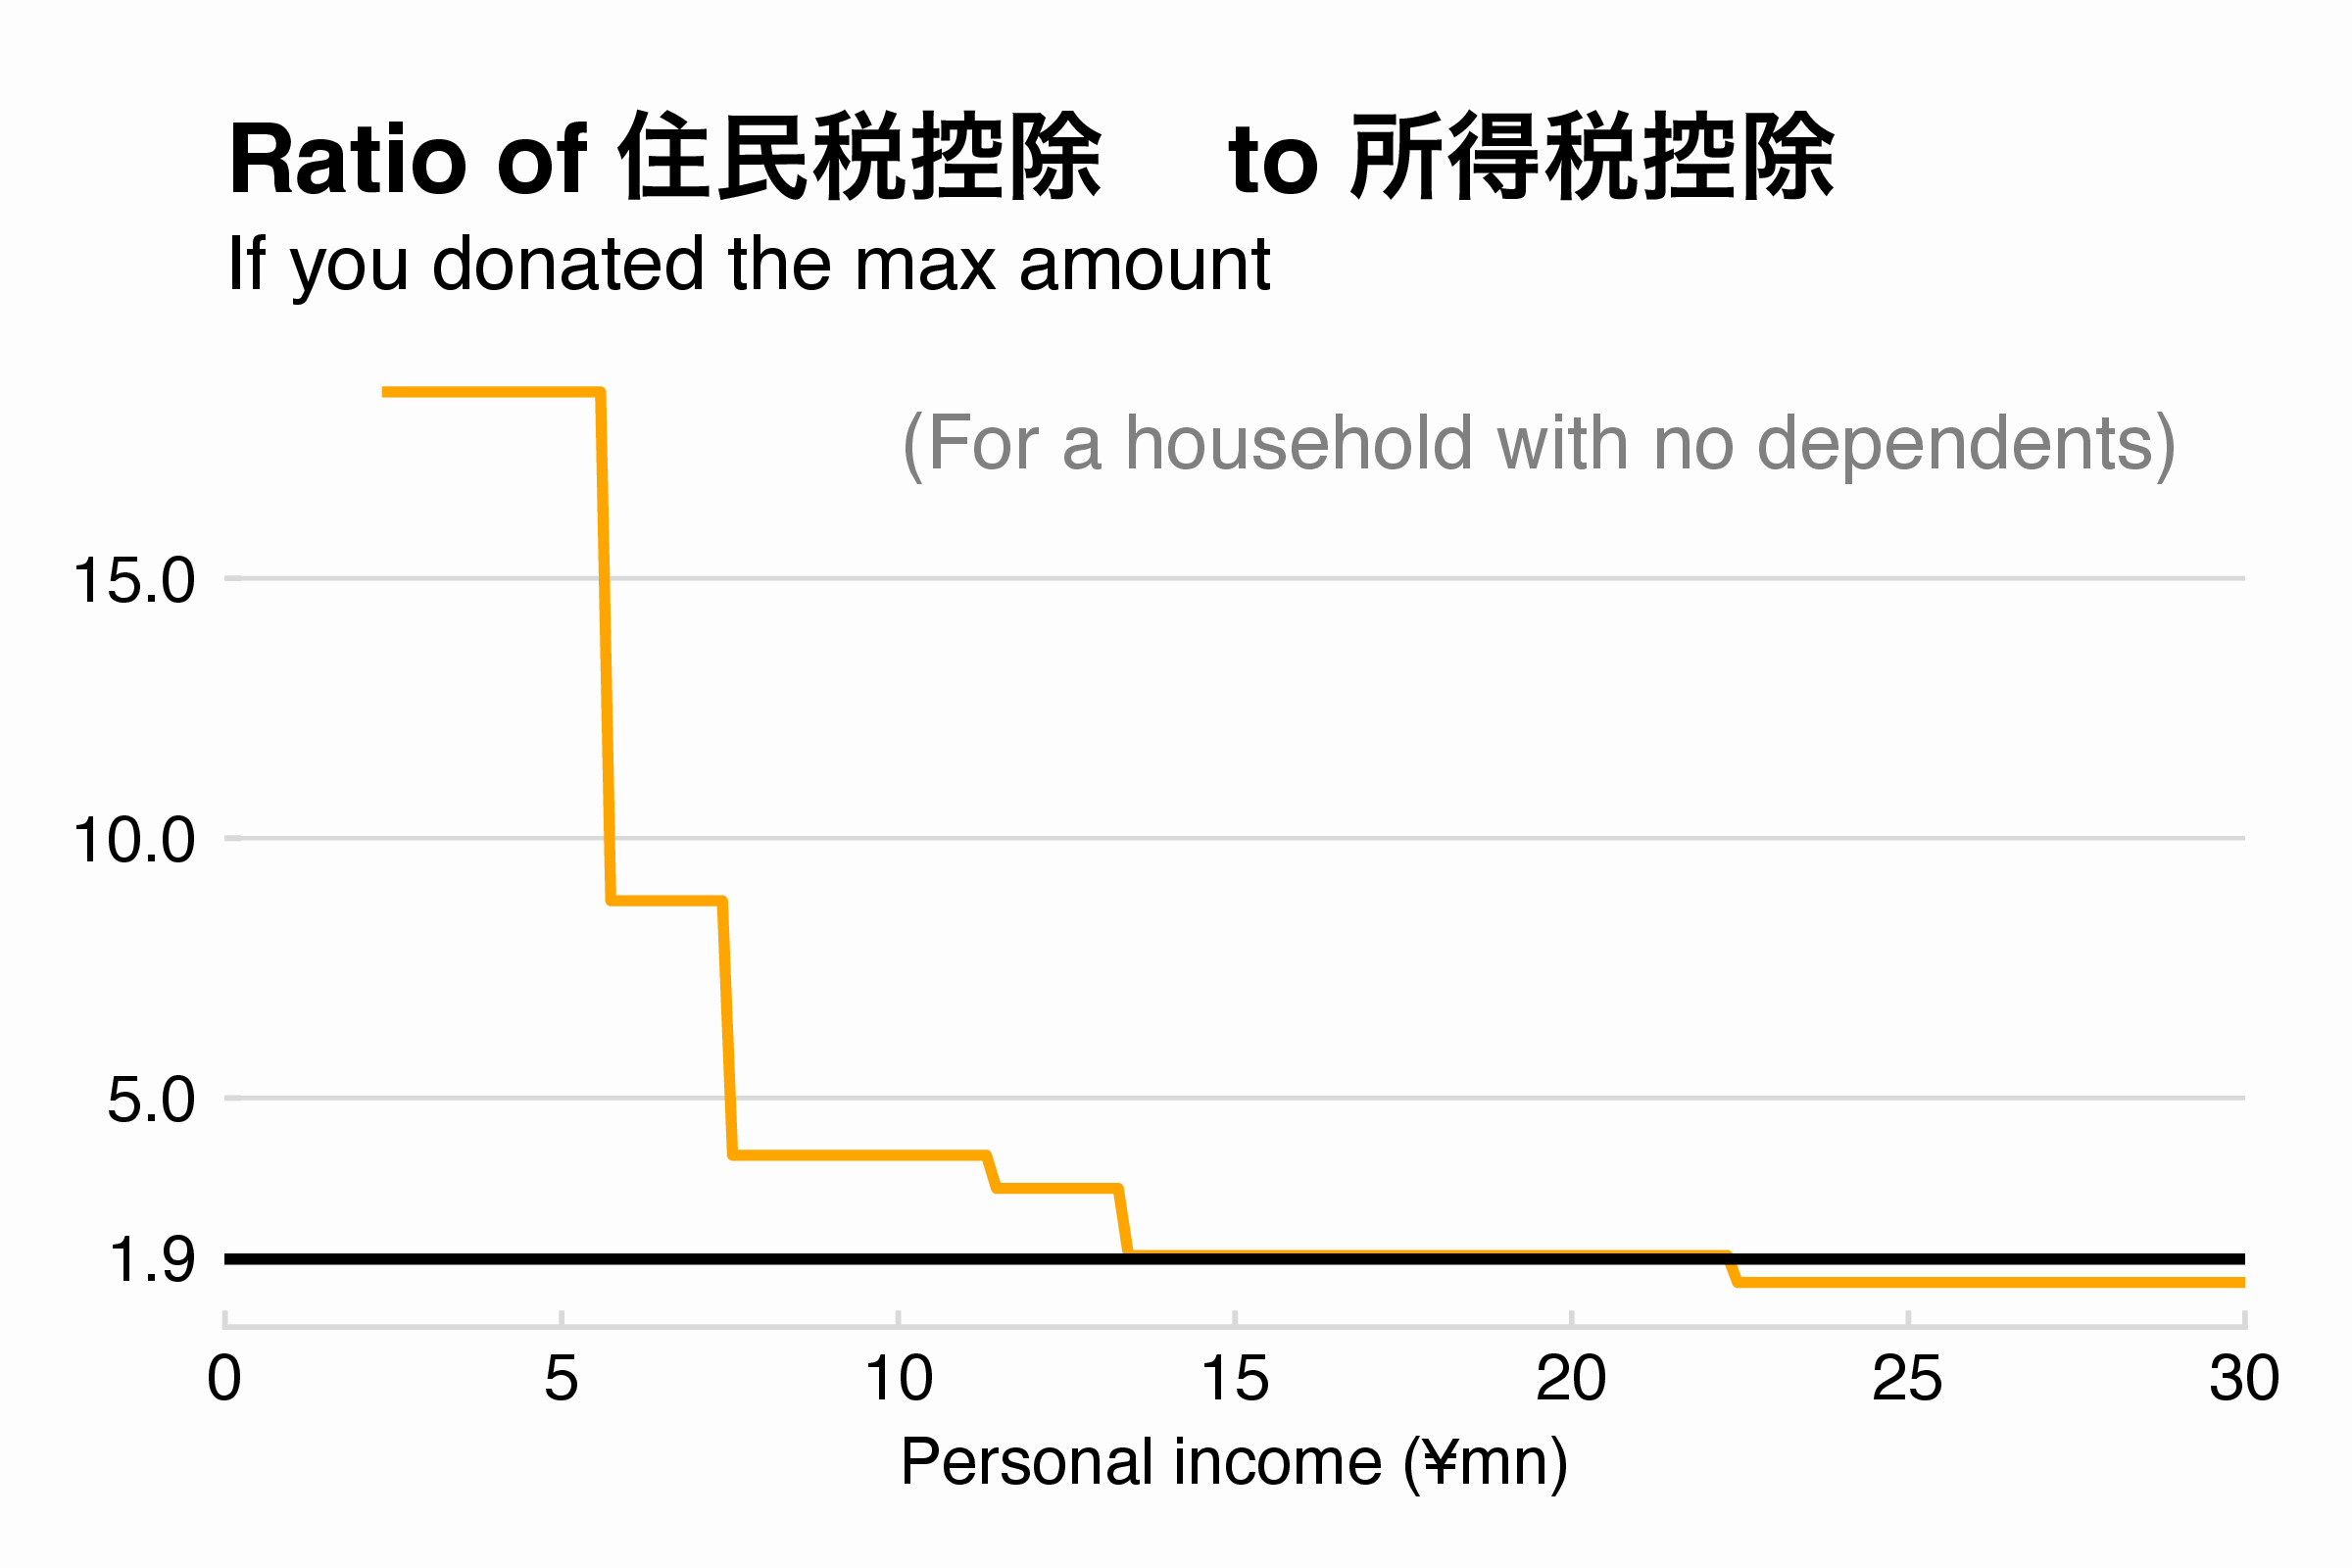 Ratio of 住民税控除　to 所得税控除
If you donated the max amount
(For a household with no dependents)
15.0
10.0
5.0
1.9
0 5 10 15 20 25 30
Personal income (¥mn)